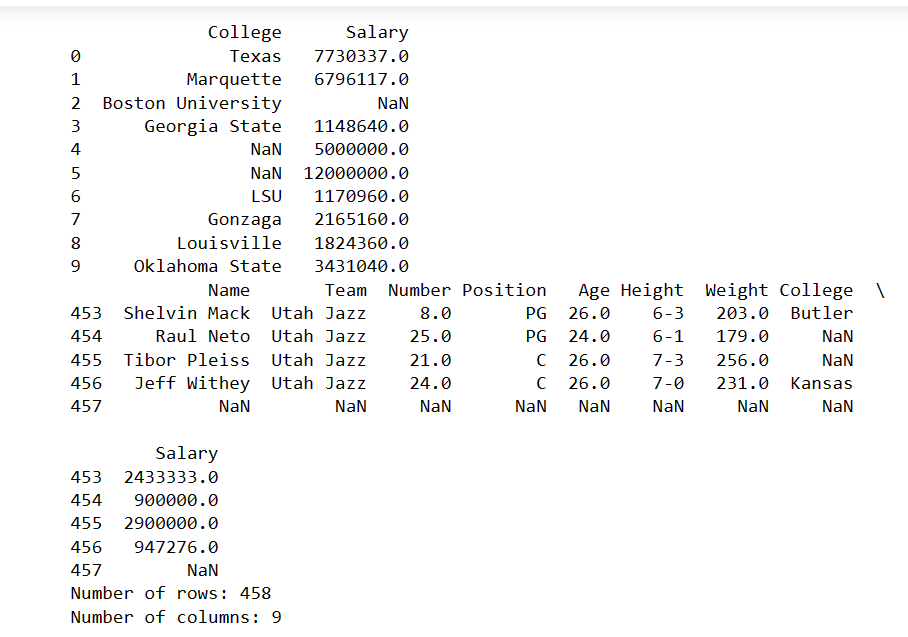 College      Salary
0              Texas   7730337.0
1          Marquette   6796117.0
2  Boston University         NaN
3      Georgia State   1148640.0
4                NaN   5000000.0
5                NaN  12000000.0
6                LSU   1170960.0
7            Gonzaga   2165160.0
8         Louisville   1824360.0
9     Oklahoma State   3431040.0
             Name       Team  Number Position   Age Height  Weight College  \
453  Shelvin Mack  Utah Jazz     8.0       PG  26.0    6-3   203.0  Butler
454     Raul Neto  Utah Jazz    25.0       PG  24.0    6-1   179.0     NaN
455  Tibor Pleiss  Utah Jazz    21.0        C  26.0    7-3   256.0     NaN
456   Jeff Withey  Utah Jazz    24.0        C  26.0    7-0   231.0  Kansas
457           NaN        NaN     NaN      NaN   NaN    NaN     NaN     NaN
        Salary
453  2433333.0
454   900000.0
455  2900000.0
456   947276.0
457        NaN
Number of rows: 458
Number of columns: 9